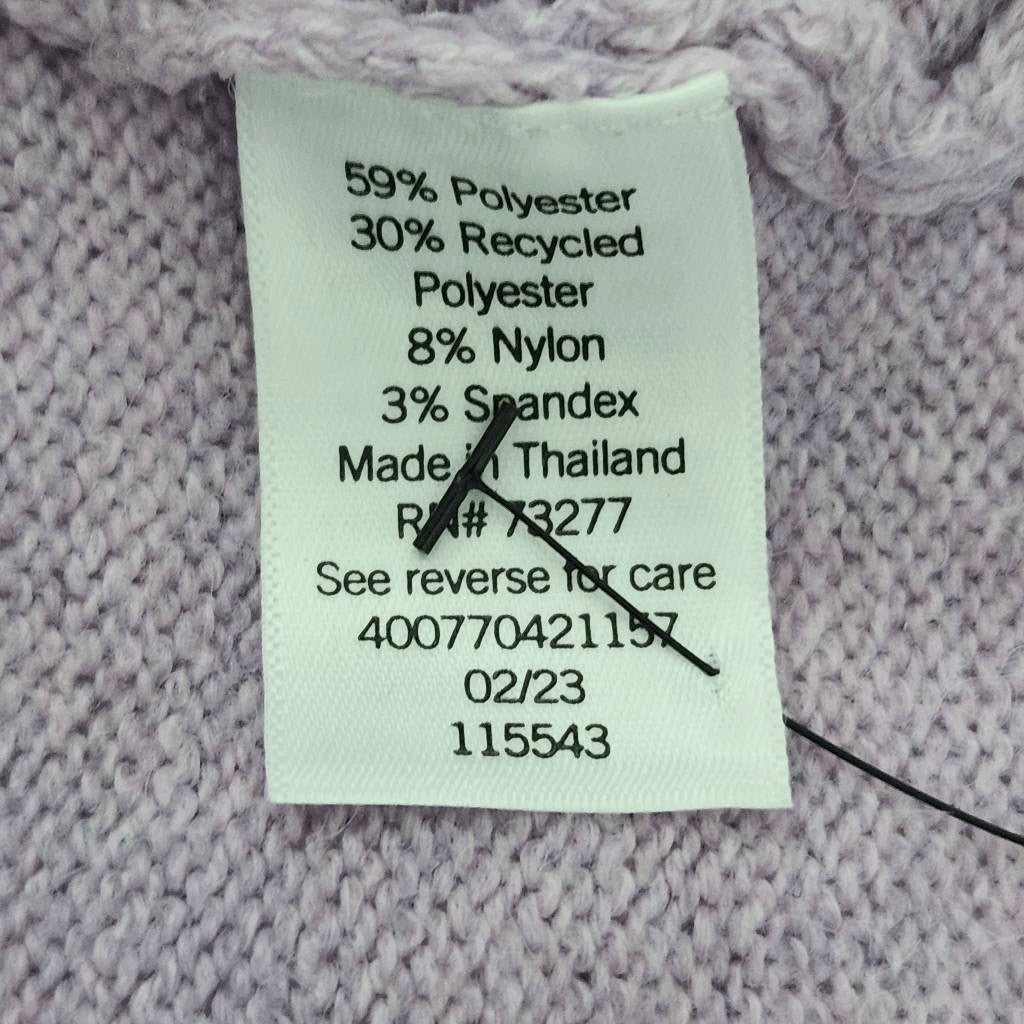 59% Polyester
30% Recycled
Polyester
8% Nylon
3% Spandex
Made in Thailand
RN# 73277
See reverse for care
400770421157
02/23
115543